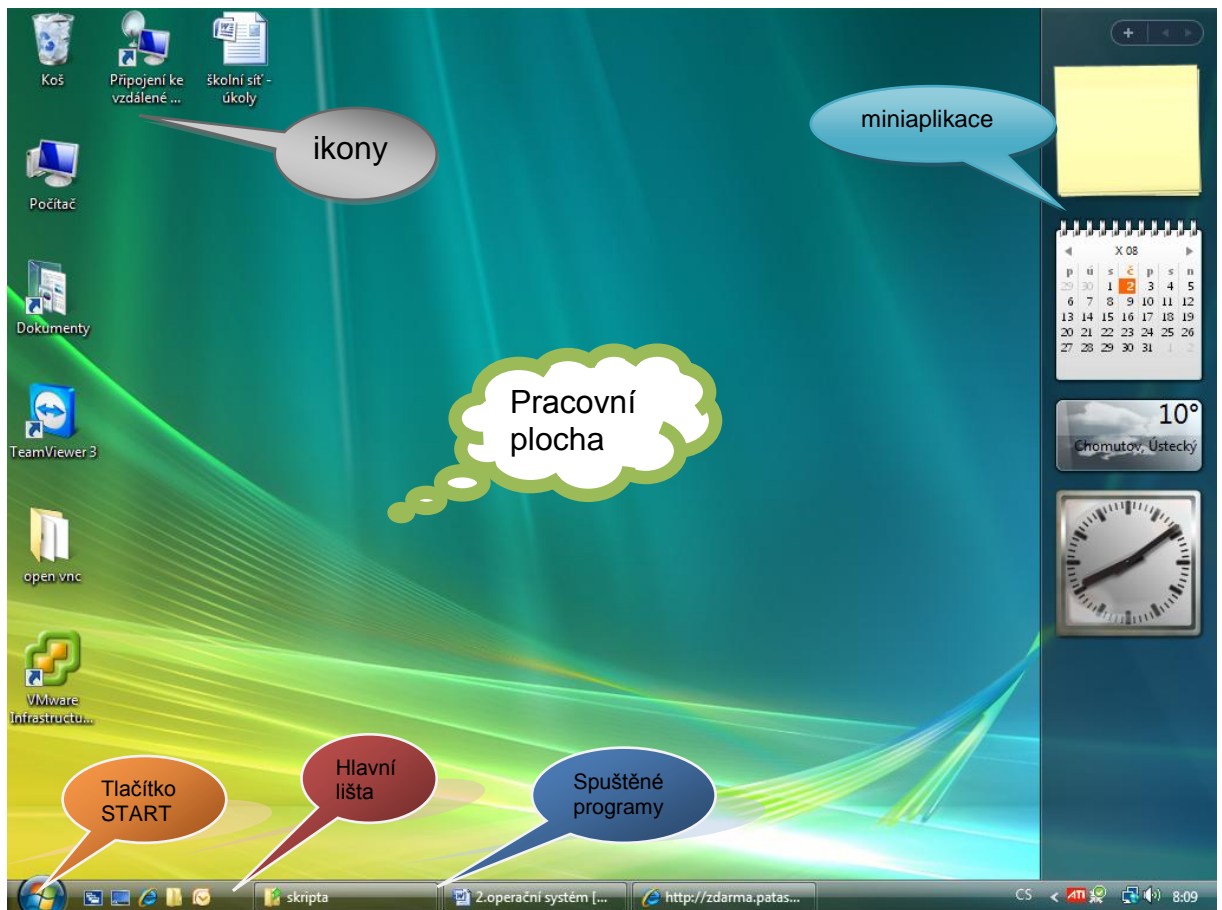 Koš
Připojení ke
vzdálené ...
školní síť -
úkoly
ikony
miniaplikace
Počítač
X 08
p ú s č p s n
29 30 1 2 3 4 5
6 7 8 9 10 11 12
13 14 15 16 17 18 19
20 21 22 23 24 25 26
27 28 29 30 31 1 2
Dokumenty
Pracovní
plocha
10°
Chomutov, Ústecký
TeamViewer 3
open vnc
VMware
Infrastructu...
Tlačítko
START
Hlavní
lišta
Spuštěné
programy
skripta
2.operační systém [...
http://zdarma.patas...
CS
ATI
8:09